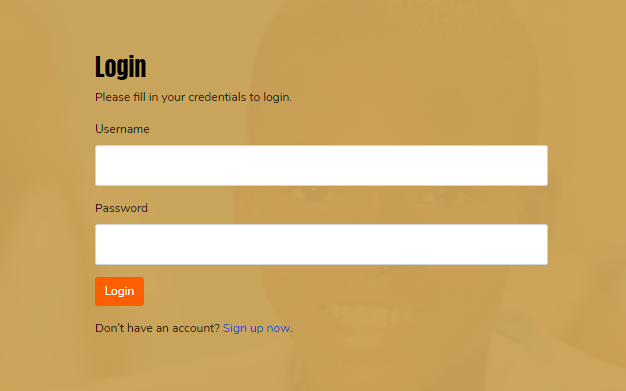 Login
Please fill in your credentials to login.
Username
Password
Login
Don't have an account? Sign up now.